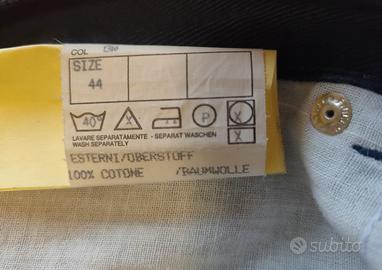 COL
SIZE
44
40°
P
LAVARE SEPARATAMENTE - SEPARAT WASCHEN
WASH SEPARATELY
ESTERNI/OBERSTOFF
100% COTONE /BAUMWOLLE
subito